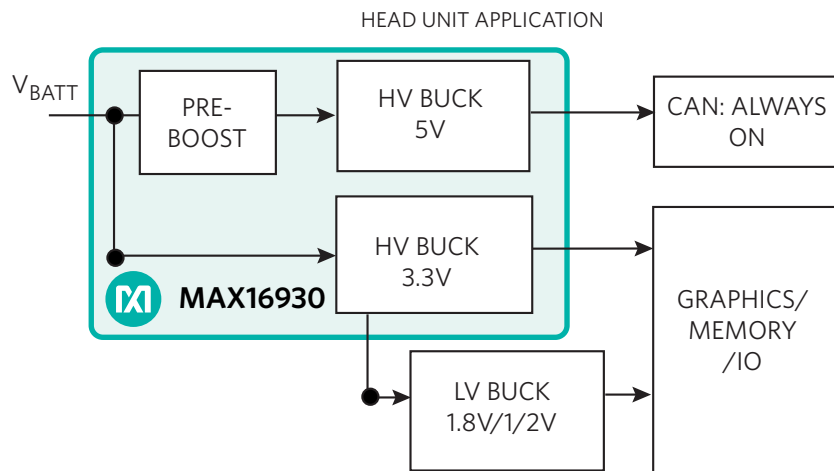 HEAD UNIT APPLICATION
VBATT
PRE-
BOOST
HV BUCK
5V
CAN: ALWAYS
ON
HV BUCK
3.3V
MAX16930
GRAPHICS/
MEMORY
/IO
LV BUCK
1.8V/1/2V